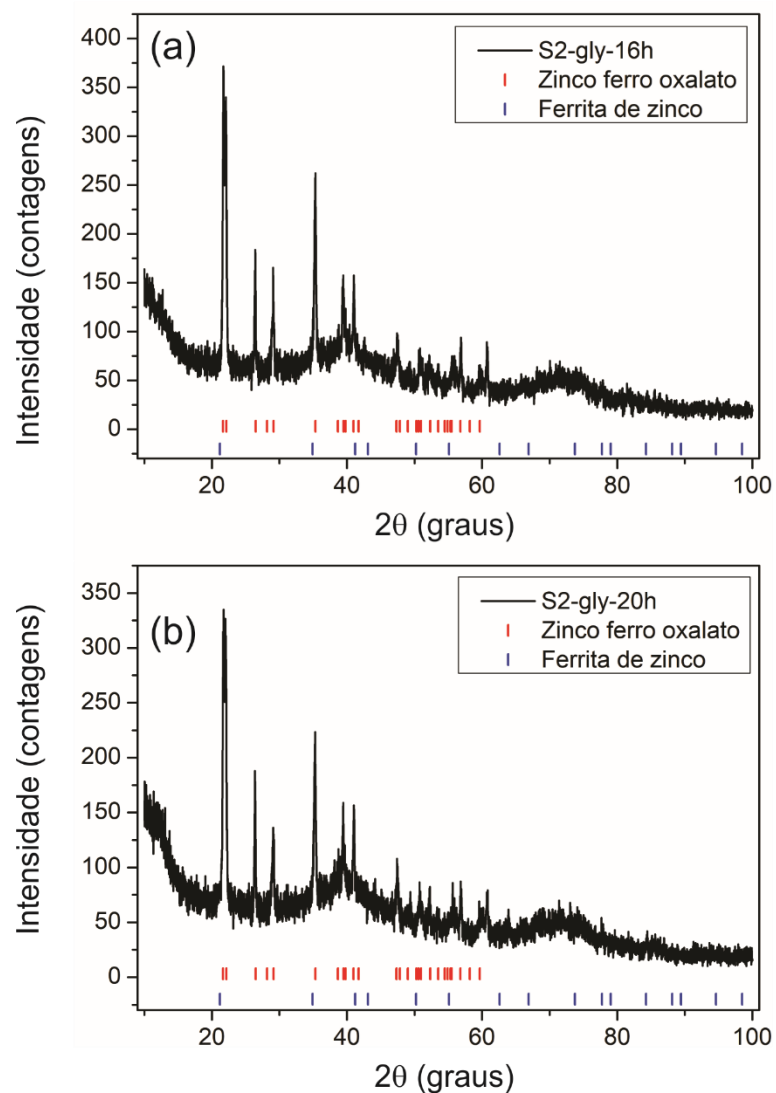 (a)
S2-gly-16h
Zinco ferro oxalato
Ferrita de zinco
Intensidade (contagens)
400
350
300
250
200
150
100
50
0
20 40 60 80 100
2θ (graus)
(b)
S2-gly-20h
Zinco ferro oxalato
Ferrita de zinco
Intensidade (contagens)
350
300
250
200
150
100
50
0
20 40 60 80 100
2θ (graus)